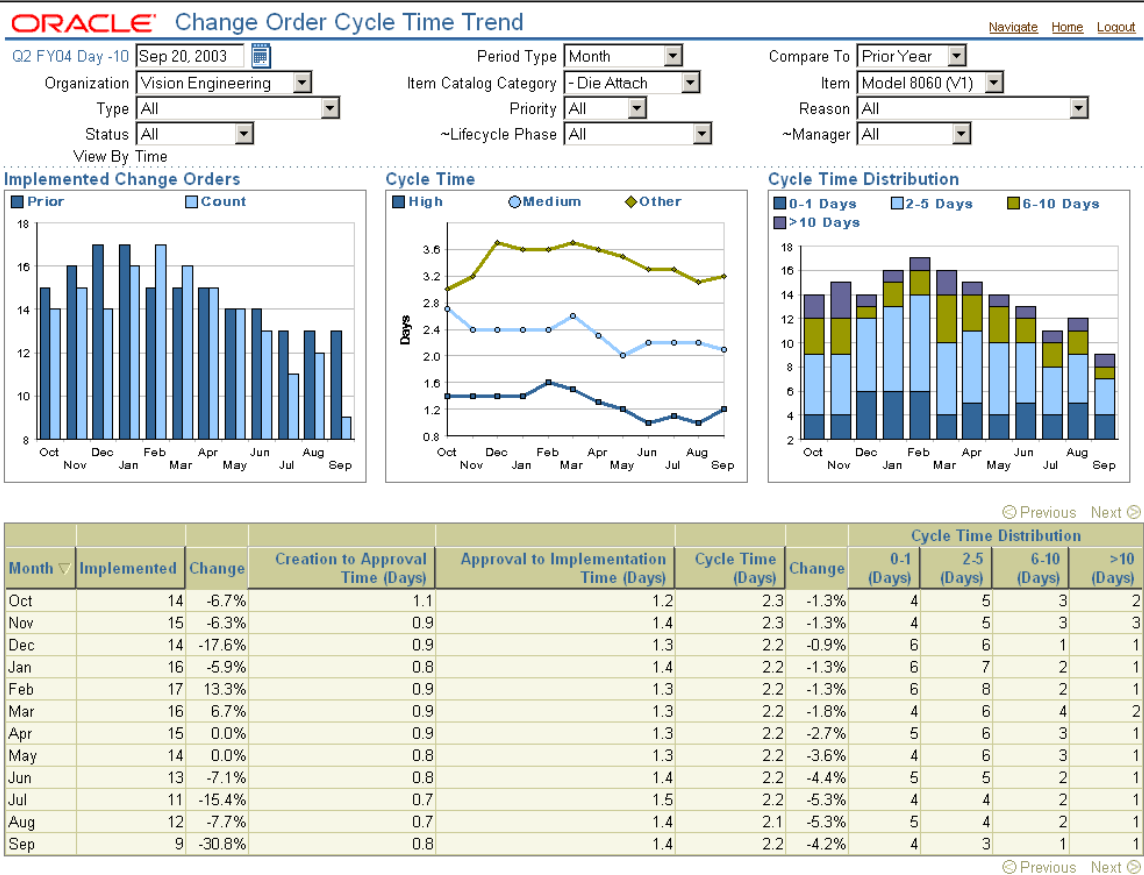 ORACLE Change Order Cycle Time Trend
Navigate Home Logout
Q2 FY04 Day -10 Sep 20, 2003 Period Type Month Compare To Prior Year
Organization Vision Engineering Item Catalog Category - Die Attach Item Model 8060 (V1)
Type All Priority All Reason All
Status All ~Lifecycle Phase All ~Manager All
View By Time
Implemented Change Orders
Prior Count
18
16
14
12
10
8
Oct Nov Dec Jan Feb Mar Apr May Jun Jul Aug Sep
Cycle Time
High Medium Other
Days
3.6
3.2
2.8
2.4
2.0
1.6
1.2
0.8
Oct Nov Dec Jan Feb Mar Apr May Jun Jul Aug Sep
Cycle Time Distribution
0-1 Days 2-5 Days 6-10 Days
>10 Days
18
16
14
12
10
8
6
4
2
Oct Nov Dec Jan Feb Mar Apr May Jun Jul Aug Sep
Previous Next
Cycle Time Distribution
Month Implemented Change Creation to Approval Time (Days) Approval to Implementation Time (Days) Cycle Time (Days) Change 0-1 (Days) 2-5 (Days) 6-10 (Days) >10 (Days)
Oct 14 -6.7% 1.1 1.2 2.3 -1.3% 4 5 3 2
Nov 15 -6.3% 0.9 1.4 2.3 -1.3% 4 5 3 3
Dec 14 -17.6% 0.9 1.3 2.2 -0.9% 6 6 1 1
Jan 16 -5.9% 0.8 1.4 2.2 -1.3% 6 7 2 1
Feb 17 13.3% 0.9 1.3 2.2 -1.3% 6 8 2 1
Mar 16 6.7% 0.9 1.3 2.2 -1.8% 4 6 4 2
Apr 15 0.0% 0.9 1.3 2.2 -2.7% 5 6 3 1
May 14 0.0% 0.8 1.3 2.2 -3.6% 4 6 3 1
Jun 13 -7.1% 0.8 1.4 2.2 -4.4% 5 5 2 1
Jul 11 -15.4% 0.7 1.5 2.2 -5.3% 4 4 2 1
Aug 12 -7.7% 0.7 1.4 2.1 -5.3% 5 4 2 1
Sep 9 -30.8% 0.8 1.4 2.2 -4.2% 4 3 1 1
Previous Next